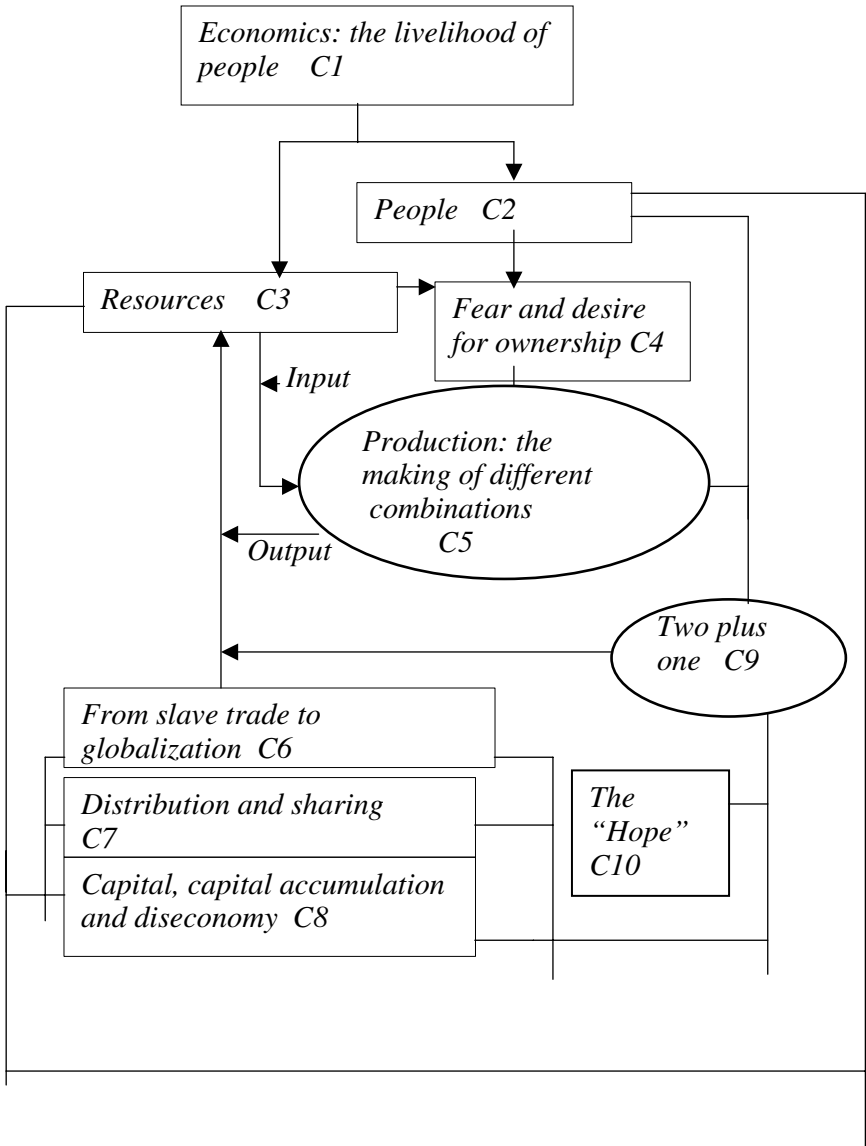 Economics: the livelihood of
people C1
People C2
Resources C3
Fear and desire
for ownership C4
Input
Production: the
making of different
combinations
C5
Output
Two plus
one C9
From slave trade to
globalization C6
Distribution and sharing
C7
The
“Hope”
C10
Capital, capital accumulation
and diseconomy C8